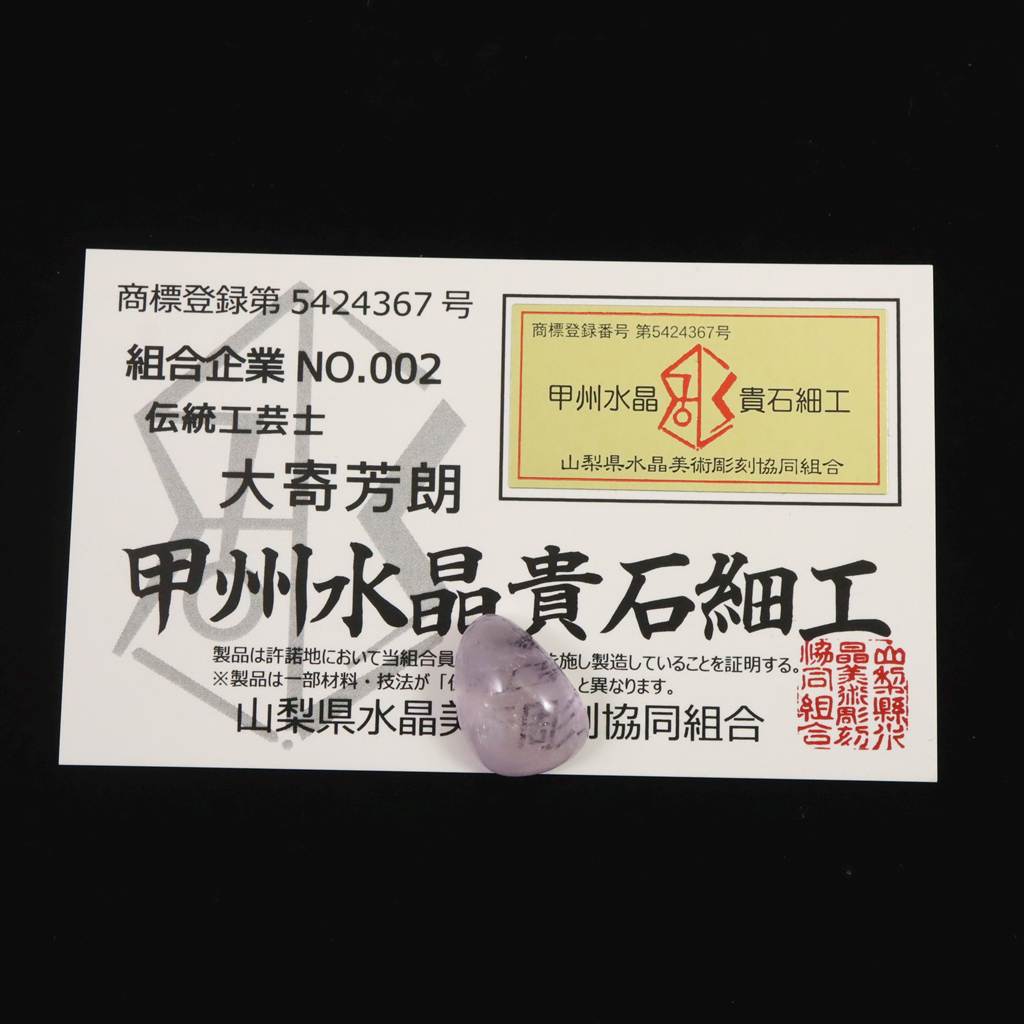 商標登録第 5424367 号
組合企業 NO.002
伝統工芸士
大寄芳朗
商標登録番号 第5424367号
甲州水晶 貴石細工
山梨県水晶美術彫刻協同組合
甲州水晶貴石細工
製品は許諾地において当組合員 を施し製造していることを証明する。
※製品は一部材料・技法が「伝 と異なります。
山梨県水晶美 刻協同組合
山梨縣水晶美術彫刻協同組合